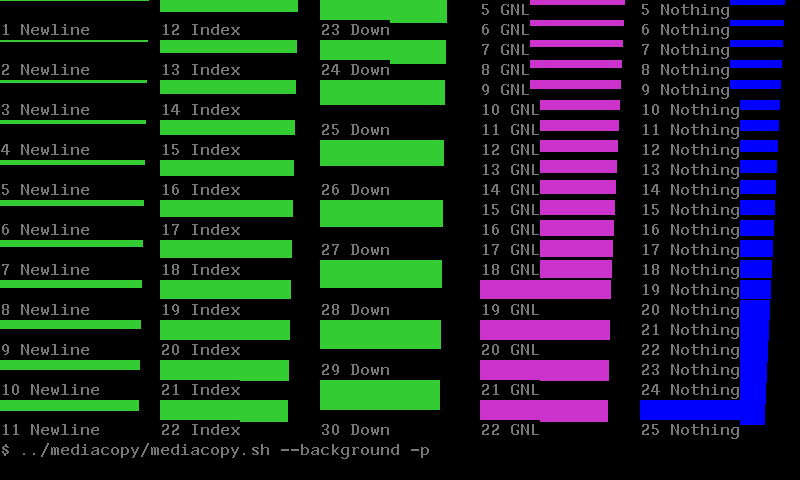 5 GNL 5 Nothing
1 Newline 12 Index 23 Down 6 GNL 6 Nothing
7 GNL 7 Nothing
2 Newline 13 Index 24 Down 8 GNL 8 Nothing
9 GNL 9 Nothing
3 Newline 14 Index 10 GNL 10 Nothing
25 Down 11 GNL 11 Nothing
4 Newline 15 Index 12 GNL 12 Nothing
13 GNL 13 Nothing
5 Newline 16 Index 26 Down 14 GNL 14 Nothing
15 GNL 15 Nothing
6 Newline 17 Index 16 GNL 16 Nothing
27 Down 17 GNL 17 Nothing
7 Newline 18 Index 18 GNL 18 Nothing
19 Nothing
8 Newline 19 Index 28 Down 19 GNL 20 Nothing
21 Nothing
9 Newline 20 Index 20 GNL 22 Nothing
29 Down 23 Nothing
10 Newline 21 Index 21 GNL 24 Nothing
11 Newline 22 Index 30 Down 22 GNL 25 Nothing
$ ../mediacopy/mediacopy.sh --background -p